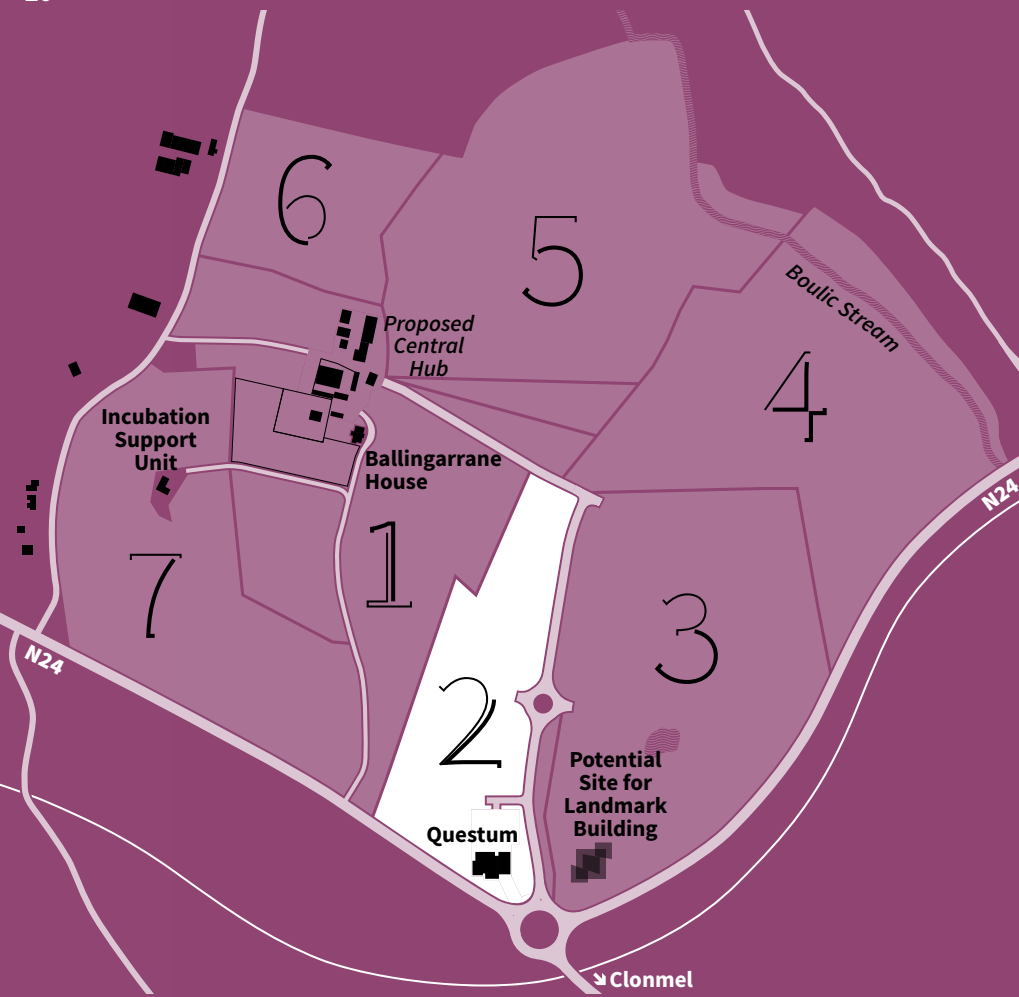 6
5
Boulic Stream
Proposed
Central
Hub
4
Incubation
Support
Unit
Ballingarrane
House
N24
1
7
3
N24
2
Potential
Site for
Landmark
Building
Questum
Clonmel